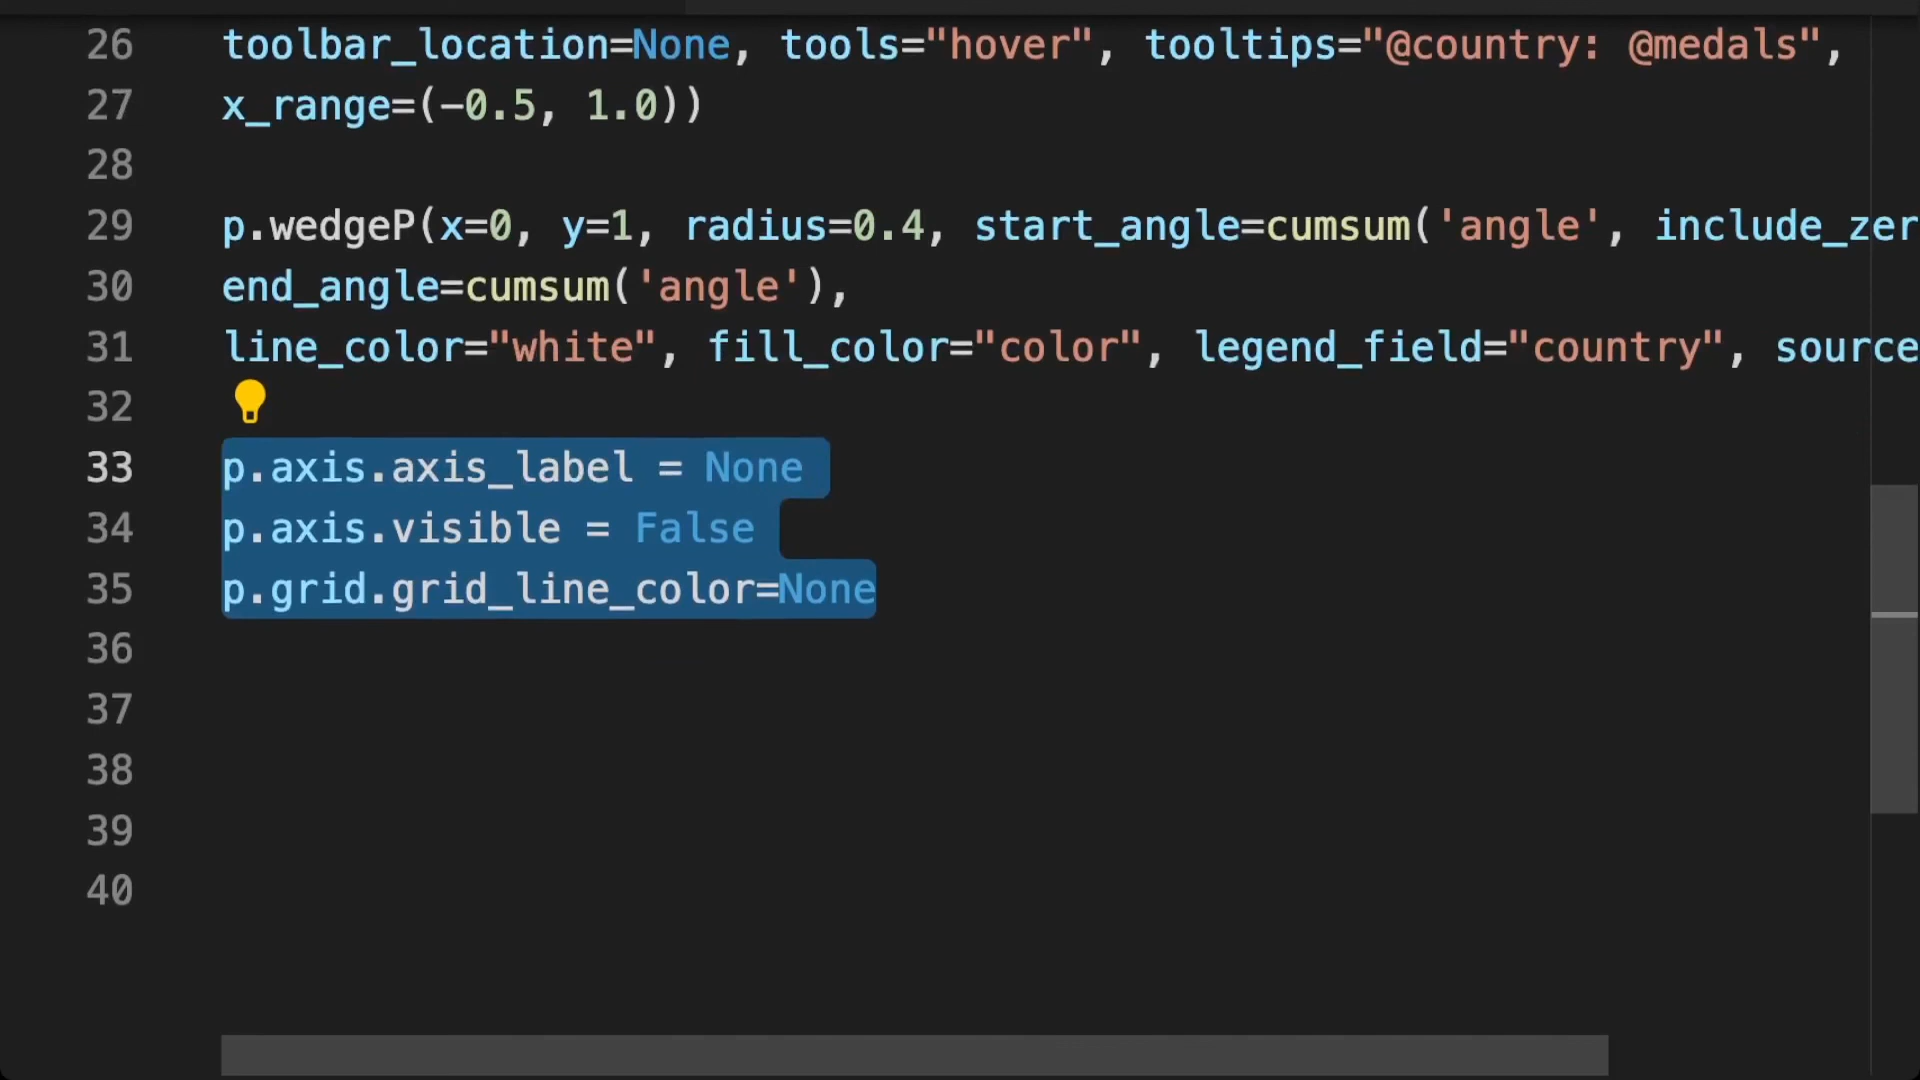 26 toolbar_location=None, tools="hover", tooltips="@country: @medals",
27 x_range=(-0.5, 1.0))
28
29 p.wedgeP(x=0, y=1, radius=0.4, start_angle=cumsum('angle', include_zer
30 end_angle=cumsum('angle'),
31 line_color="white", fill_color="color", legend_field="country", source
32
33 p.axis.axis_label = None
34 p.axis.visible = False
35 p.grid.grid_line_color=None
36
37
38
39
40